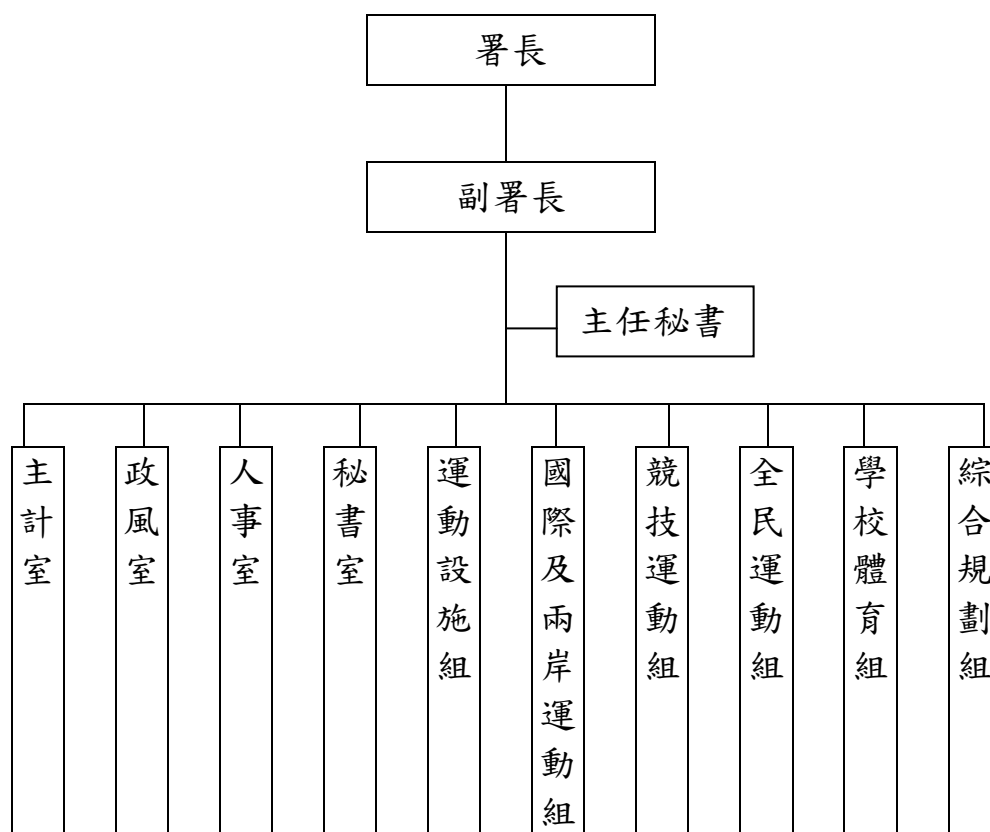 署長
副署長
主任秘書
主計室
政風室
人事室
秘書室
運動設施組
國際及兩岸運動組
競技運動組
全民運動組
學校體育組
綜合規劃組